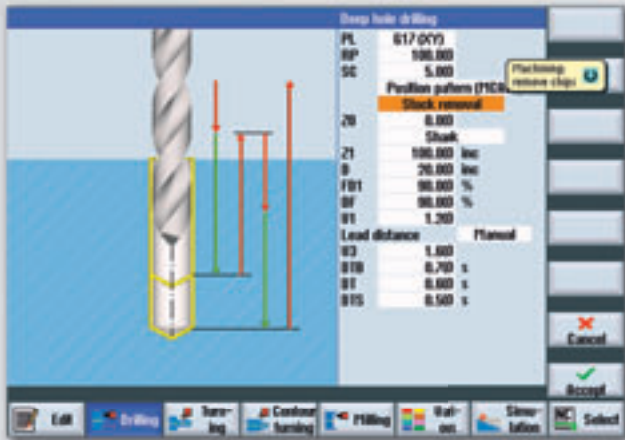 Deep hole drilling
PL G17 (XY)
RP 100.000
SC 5.000
Position pattern (MCA
Stock removal
Z0 0.000
Shank
Z1 100.000 inc
D 20.000 inc
FD1 90.000 %
DF 90.000 %
V1 1.200
Lead distance Manual
V3 1.600
DTB 0.700 s
DT 0.600 s
DTS 0.500 s
Machining:
remove chips
Cancel
Accept
Edit
Drilling
Turn-
ing
Contour
turning
Milling
Vari-
ous
Simu-
lation
NC Select